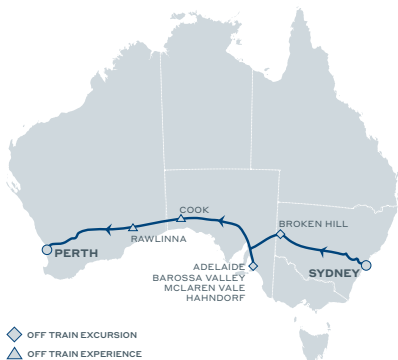 COOK
BROKEN HILL
RAWLINNA
PERTH
ADELAIDE
BAROSSA VALLEY
MCLAREN VALE
HAHNDORF
SYDNEY
OFF TRAIN EXCURSION
OFF TRAIN EXPERIENCE